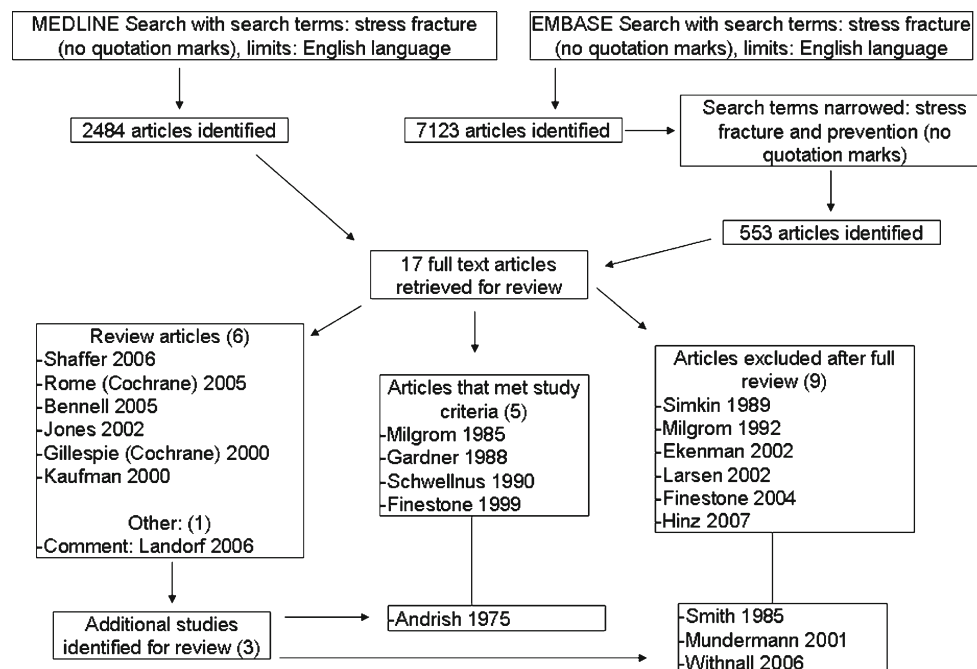 MEDLINE Search with search terms: stress fracture
(no quotation marks), limits: English language
EMBASE Search with search terms: stress fracture
(no quotation marks), limits: English language
2484 articles identified
7123 articles identified
Search terms narrowed: stress
fracture and prevention (no
quotation marks)
553 articles identified
17 full text articles
retrieved for review
Review articles (6)
-Shaffer 2006
-Rome (Cochrane) 2005
-Bennell 2005
-Jones 2002
-Gillespie (Cochrane) 2000
-Kaufman 2000
Other: (1)
-Comment: Landorf 2006
Articles that met study
criteria (5)
-Milgrom 1985
-Gardner 1988
-Schwellnus 1990
-Finestone 1999
Articles excluded after full
review (9)
-Simkin 1989
-Milgrom 1992
-Ekenman 2002
-Larsen 2002
-Finestone 2004
-Hinz 2007
Additional studies
identified for review (3)
-Andrish 1975
-Smith 1985
-Mundermann 2001
-Withnall 2006